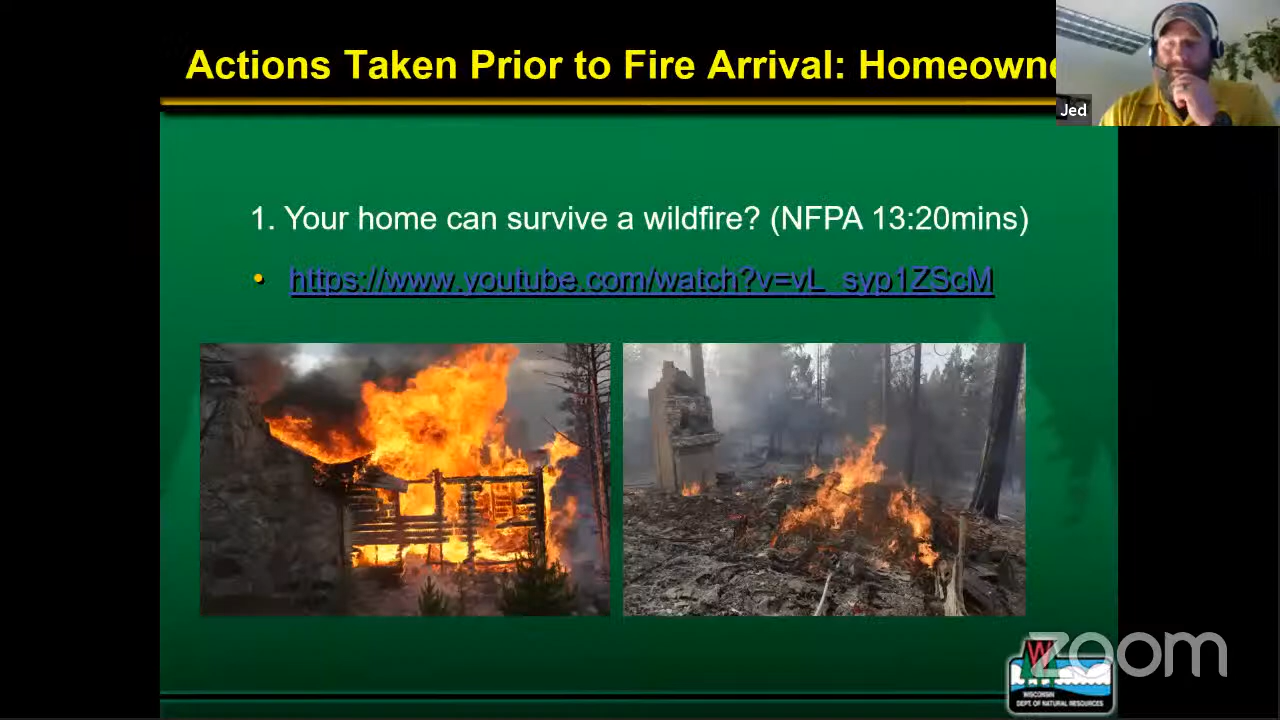 Actions Taken Prior to Fire Arrival: Homeowne
Jed
1. Your home can survive a wildfire? (NFPA 13:20mins)
• https://www.youtube.com/watch?v=vL_syp1ZScM
zoom
W
WISCONSIN
DEPT. OF NATURAL RESOURCES